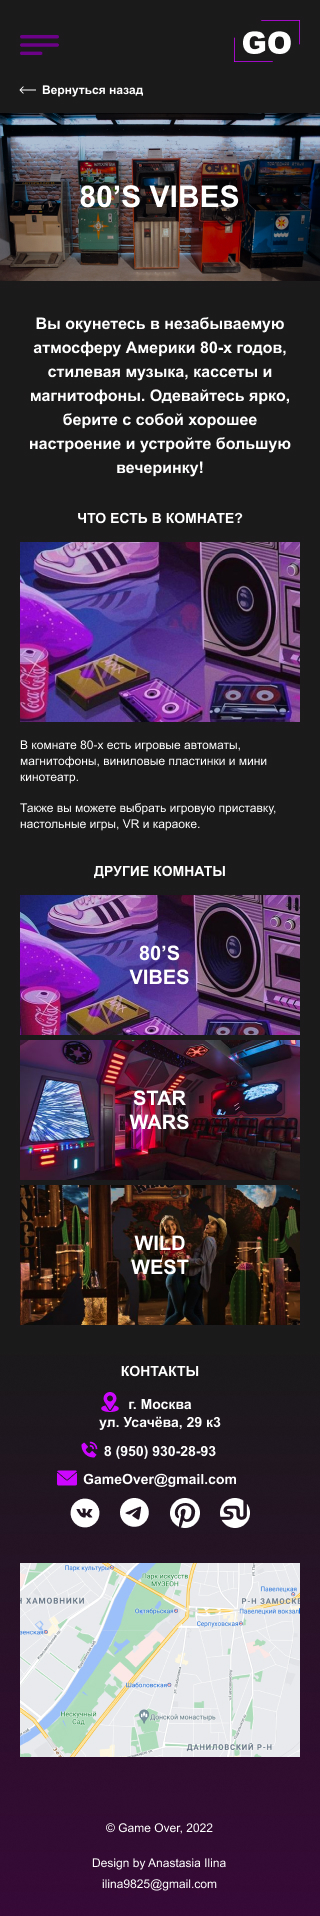 GO
Вернуться назад
80’S VIBES
Вы окунетесь в незабываемую
атмосферу Америки 80-х годов,
стилевая музыка, кассеты и
магнитофоны. Одевайтесь ярко,
берите с собой хорошее
настроение и устройте большую
вечеринку!
ЧТО ЕСТЬ В КОМНАТЕ?
Coca-Cola
В комнате 80-х есть игровые автоматы,
магнитофоны, виниловые пластинки и мини
кинотеатр.
Также вы можете выбрать игровую приставку,
настольные игры, VR и караоке.
ДРУГИЕ КОМНАТЫ
80’S
VIBES
Coca-Cola
STAR
WARS
WILD
WEST
КОНТАКТЫ
г. Москва
ул. Усачёва, 29 к3
8 (950) 930-28-93
GameOver@gmail.com
Парк культуры
Парк искусств
МУЗЕОН
Павелецкая
Н ХАМОВНИКИ
Р-Н ЗАМОСКВ
Октябрьская
Павелецкий вокзал
Серпуховская
Шаболовская
Нескучный
Сад
Донской монастырь
ДАНИЛОВСКИЙ Р-Н
© Game Over, 2022
Design by Anastasia Ilina
ilina9825@gmail.com